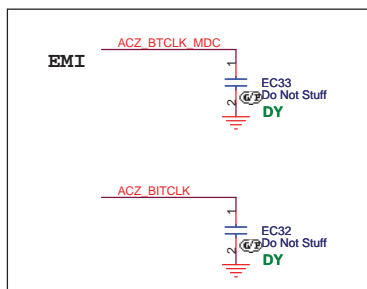 ACZ_BTCLK_MDC
EMI
1
EC33
2
G/P Do Not Stuff
DY
ACZ_BITCLK
1
EC32
2
G/P Do Not Stuff
DY